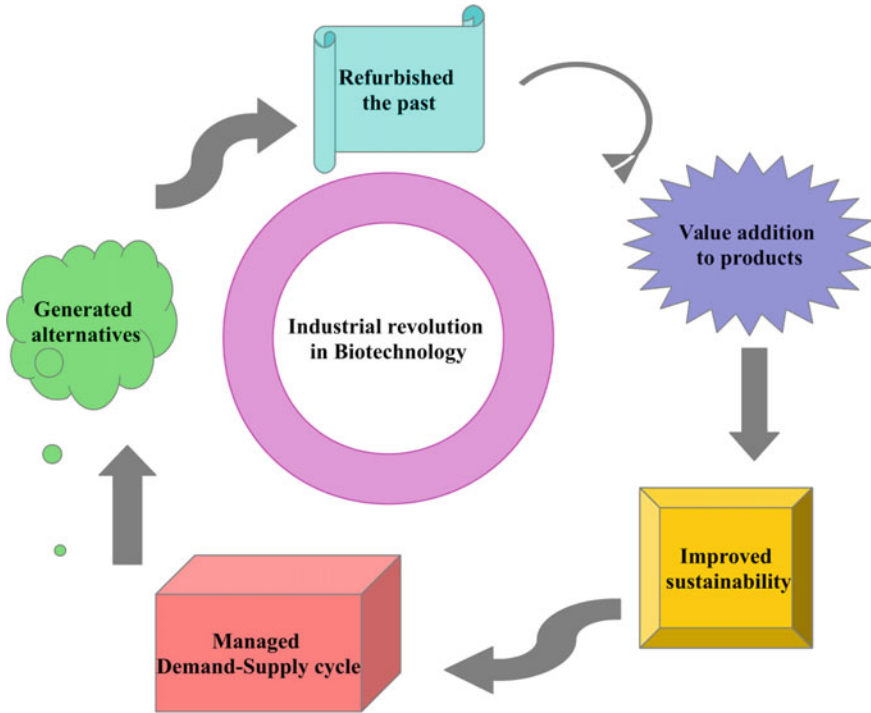 Refurbished
the past
Value addition
to products
Generated
alternatives
Industrial revolution
in Biotechnology
Improved
sustainability
Managed
Demand-Supply cycle